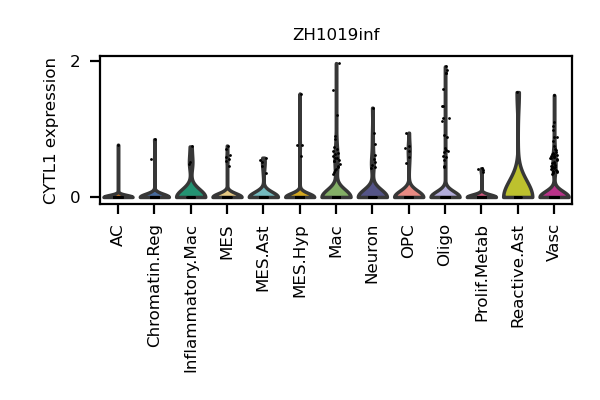 ZH1019inf
CYTL1 expression
2
0
AC
Chromatin.Reg
Inflammatory.Mac
MES
MES.Ast
MES.Hyp
Mac
Neuron
OPC
Oligo
Prolif.Metab
Reactive.Ast
Vasc